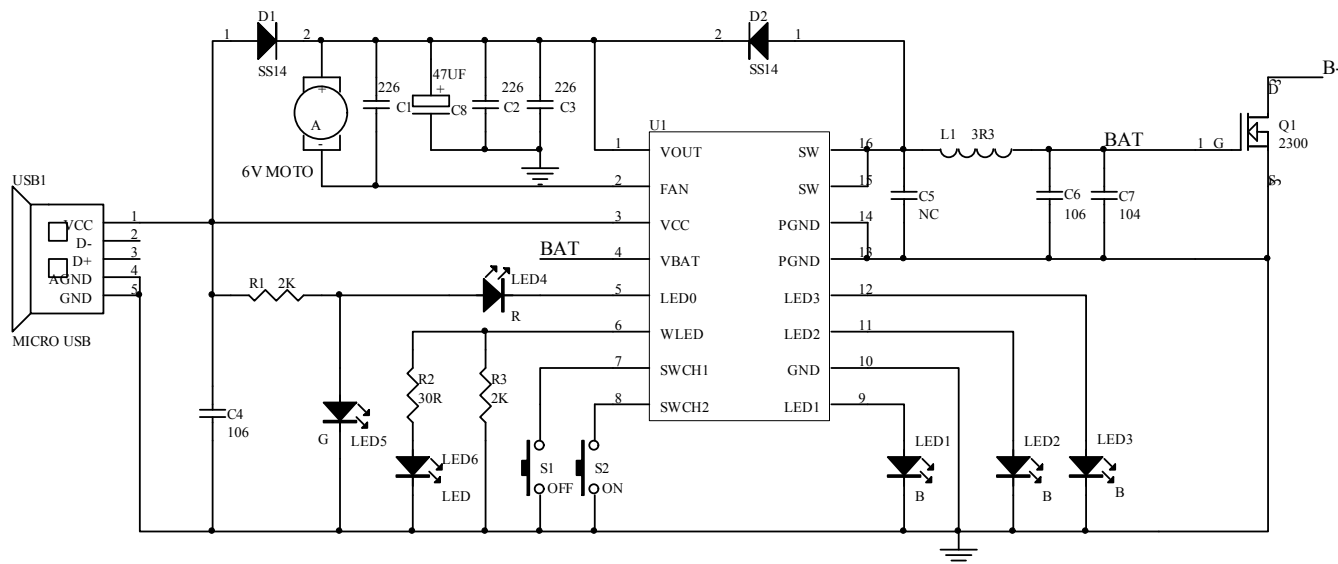 D1
1 2
SS14
D2
2 1
SS14
B-
D
226
C1
47UF
+
C8
226
C2
226
C3
+
A
-
6V MOTO
U1
1 VOUT SW 16
2 FAN SW 15
3 VCC PGND 14
4 VBAT PGND 13
5 LED0 LED3 12
6 WLED LED2 11
7 SWCH1 GND 10
8 SWCH2 LED1 9
L1 3R3
BAT
1 G
Q1
2300
S
C5
NC
C6
106
C7
104
USB1
VCC 1
D- 2
D+ 3
AGND 4
GND 5
MICRO USB
BAT
R1 2K
LED4
R
R2
30R
R3
2K
C4
106
G LED5
LED6
LED
S1
OFF
S2
ON
LED1
B
LED2
B
LED3
B